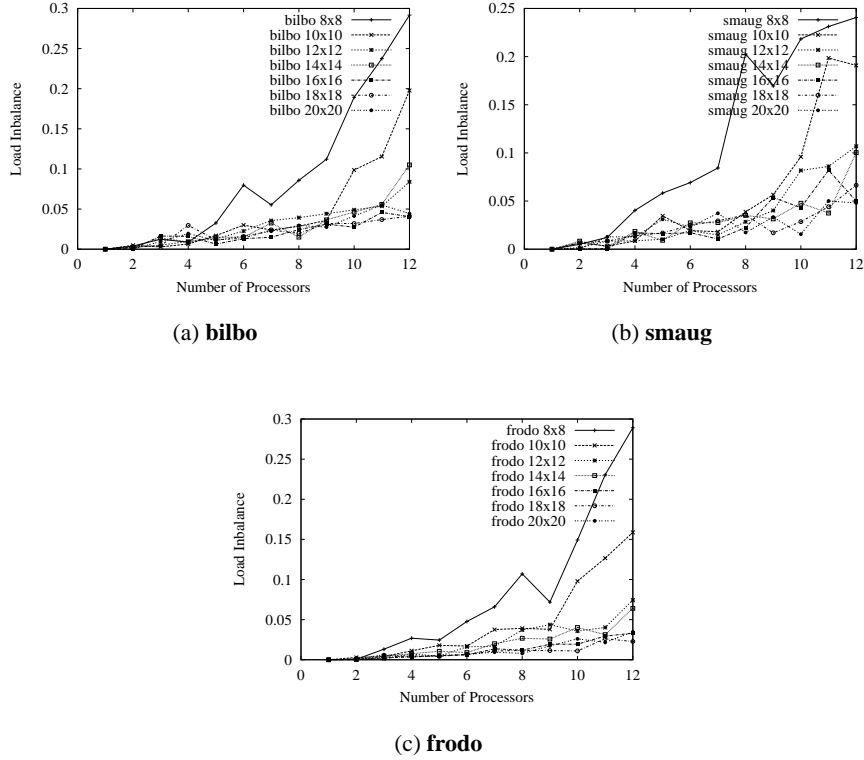 0.3
0.25
0.2
0.15
0.1
0.05
0
0 2 4 6 8 10 12
Load Inbalance
Number of Processors
bilbo 8x8
bilbo 10x10
bilbo 12x12
bilbo 14x14
bilbo 16x16
bilbo 18x18
bilbo 20x20
(a) bilbo
0.25
0.2
0.15
0.1
0.05
0
0 2 4 6 8 10 12
Load Inbalance
Number of Processors
smaug 8x8
smaug 10x10
smaug 12x12
smaug 14x14
smaug 16x16
smaug 18x18
smaug 20x20
(b) smaug
0.3
0.25
0.2
0.15
0.1
0.05
0
0 2 4 6 8 10 12
Load Inbalance
Number of Processors
frodo 8x8
frodo 10x10
frodo 12x12
frodo 14x14
frodo 16x16
frodo 18x18
frodo 20x20
(c) frodo